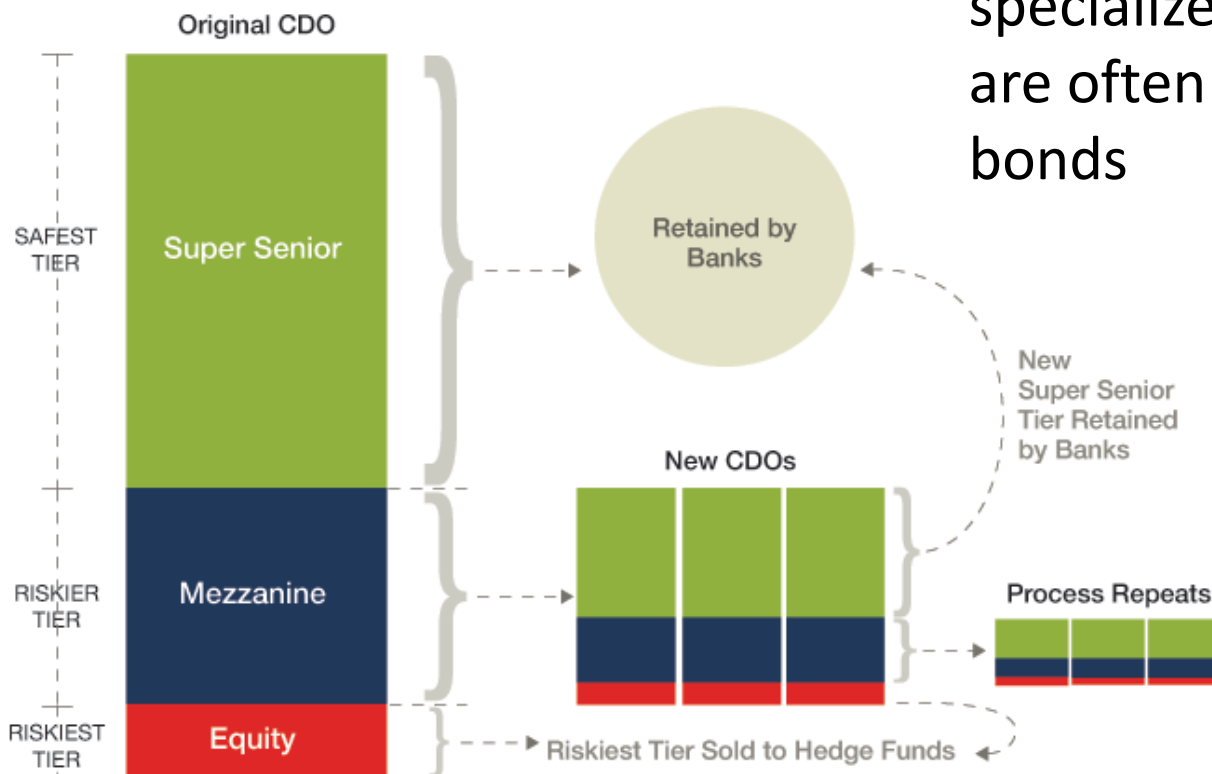 Original CDO
specialize
are often
bonds
SAFEST
TIER
Super Senior
Retained by
Banks
New
Super Senior
Tier Retained
by Banks
New CDOs
RISKIER
TIER
Mezzanine
Process Repeats
RISKIEST
TIER
Equity
Riskiest Tier Sold to Hedge Funds